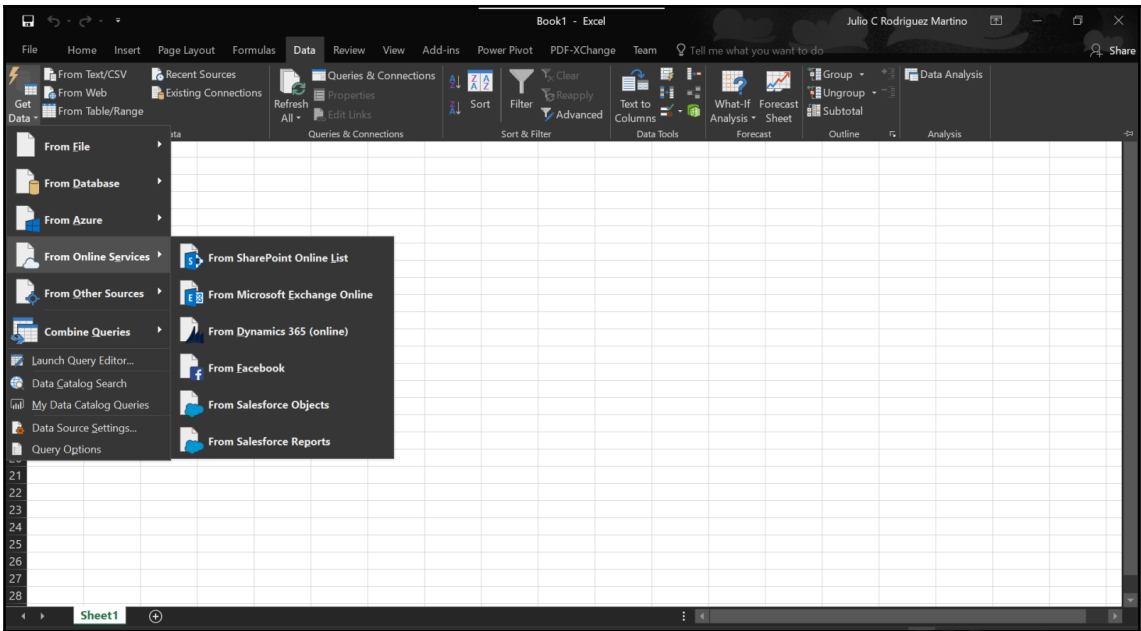 Book1 - Excel
Julio C Rodriguez Martino
File Home Insert Page Layout Formulas Data Review View Add-ins Power Pivot PDF-XChange Team Tell me what you want to do Share
From Text/CSV Recent Sources Queries & Connections Clear Group Data Analysis
From Web Existing Connections Properties Reapply Ungroup
From Table/Range Edit Links Advanced Subtotal
Get Data
Refresh All
Sort
Filter
Text to Columns
What-If Analysis
Forecast Sheet
Queries & Connections Sort & Filter Data Tools Forecast Outline Analysis
From File
From Database
From Azure
From Online Services
From Other Sources
Combine Queries
Launch Query Editor...
Data Catalog Search
My Data Catalog Queries
Data Source Settings...
Query Options
From SharePoint Online List
From Microsoft Exchange Online
From Dynamics 365 (online)
From Facebook
From Salesforce Objects
From Salesforce Reports
21
22
23
24
25
26
27
28
Sheet1